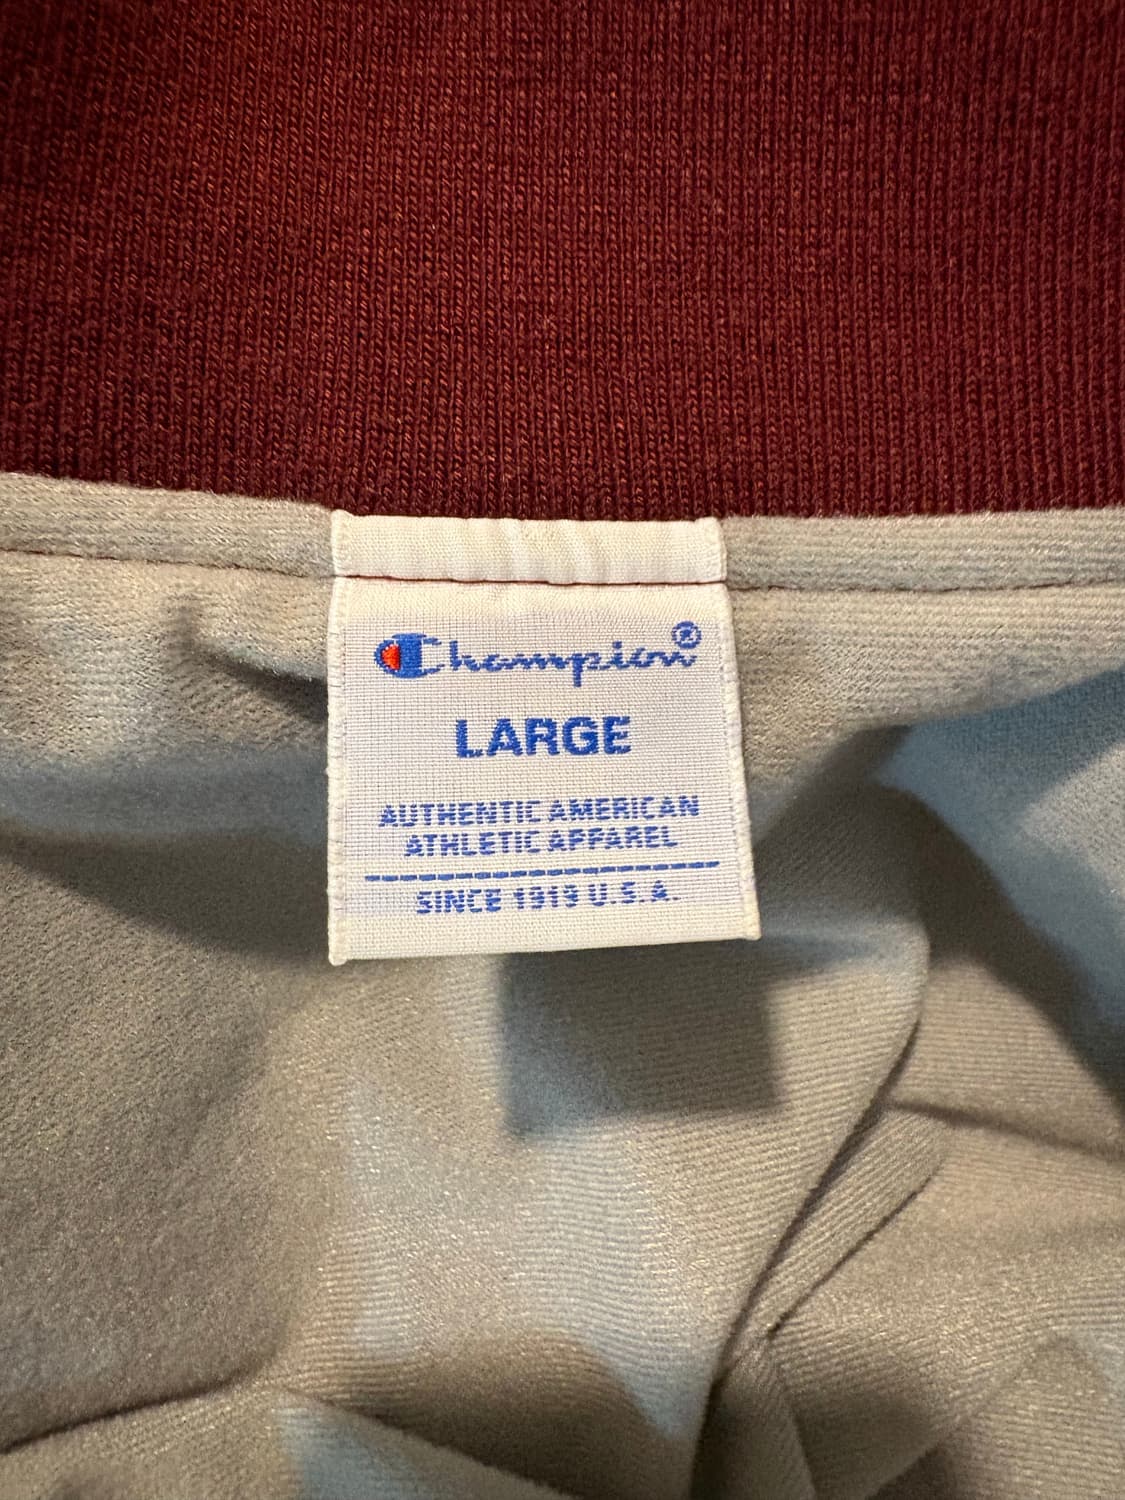 Champion®
LARGE
AUTHENTIC AMERICAN
ATHLETIC APPAREL
SINCE 1919 U.S.A.